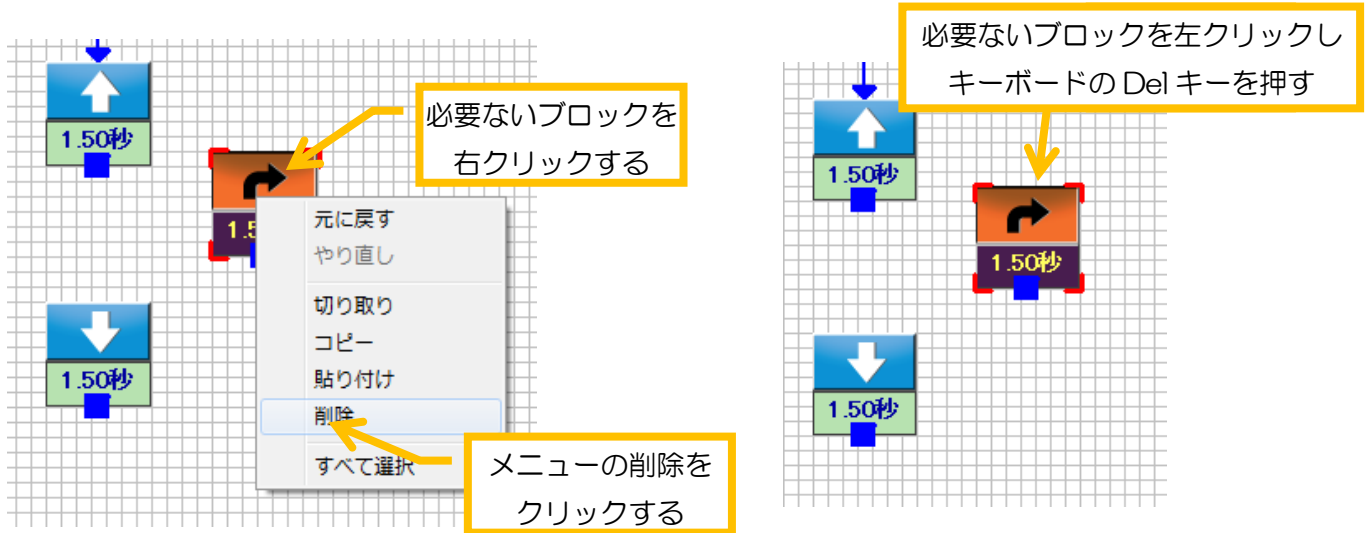 1.50秒
必要ないブロックを
右クリックする
1.5
元に戻す
やり直し
切り取り
コピー
貼り付け
削除
すべて選択
1.50秒
メニューの削除を
クリックする
必要ないブロックを左クリックし
キーボードの Del キーを押す
1.50秒
1.50秒
1.50秒